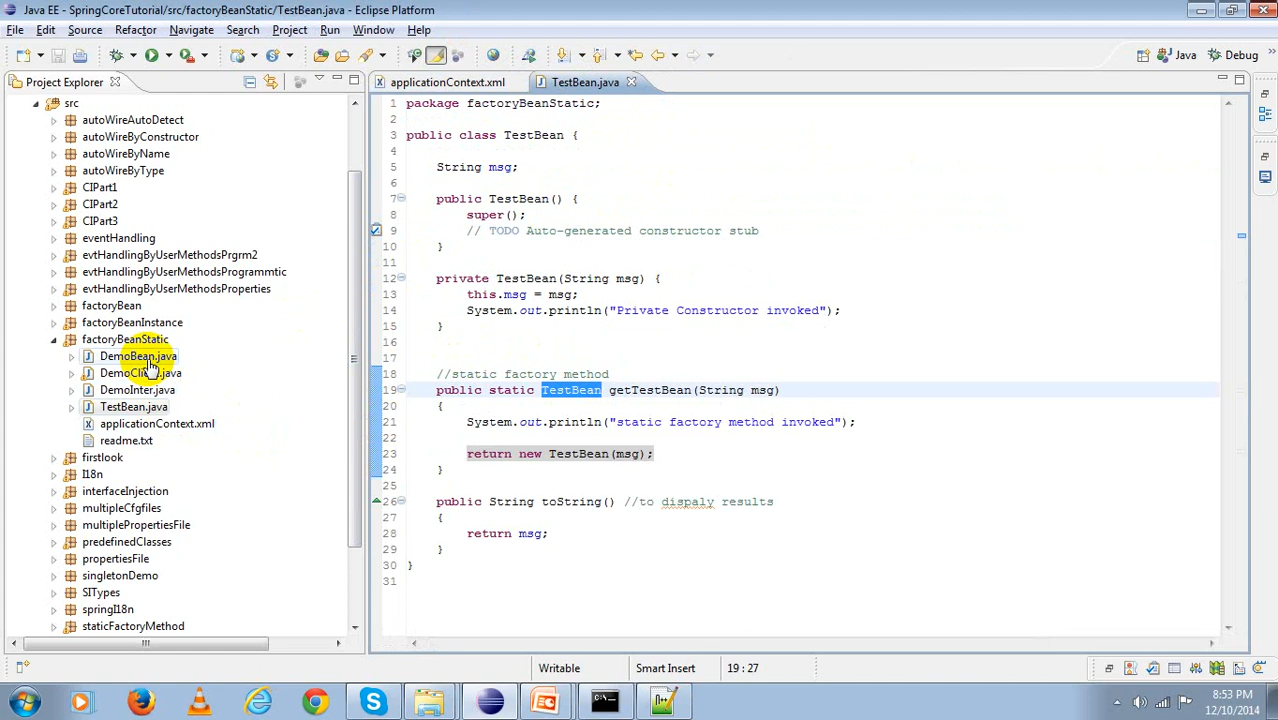 Java EE - SpringCoreTutorial/src/factoryBeanStatic/TestBean.java - Eclipse Platform
File Edit Source Refactor Navigate Search Project Run Window Help
Java Debug
Project Explorer
applicationContext.xml
TestBean.java
src
autoWireAutoDetect
autoWireByConstructor
autoWireByName
autoWireByType
CIPart1
CIPart2
CIPart3
eventHandling
evtHandlingByUserMethodsPrgrm2
evtHandlingByUserMethodsProgrammtic
evtHandlingByUserMethodsProperties
factoryBean
factoryBeanInstance
factoryBeanStatic
DemoBean.java
DemoClient.java
DemoInter.java
TestBean.java
applicationContext.xml
readme.txt
firstlook
I18n
interfaceInjection
multipleCfgfiles
multiplePropertiesFile
predefinedClasses
propertiesFile
singletonDemo
SITypes
springI18n
staticFactoryMethod
1 package factoryBeanStatic;
2
3 public class TestBean {
4
5 String msg;
6
7 public TestBean() {
8 super();
9 // TODO Auto-generated constructor stub
10 }
11
12 private TestBean(String msg) {
13 this.msg = msg;
14 System.out.println("Private Constructor invoked");
15 }
16
17
18 //static factory method
19 public static TestBean getTestBean(String msg)
20 {
21 System.out.println("static factory method invoked");
22
23 return new TestBean(msg);
24 }
25
26 public String toString() //to dispaly results
27 {
28 return msg;
29 }
30 }
31
Writable
Smart Insert
19 : 27
8:53 PM
12/10/2014